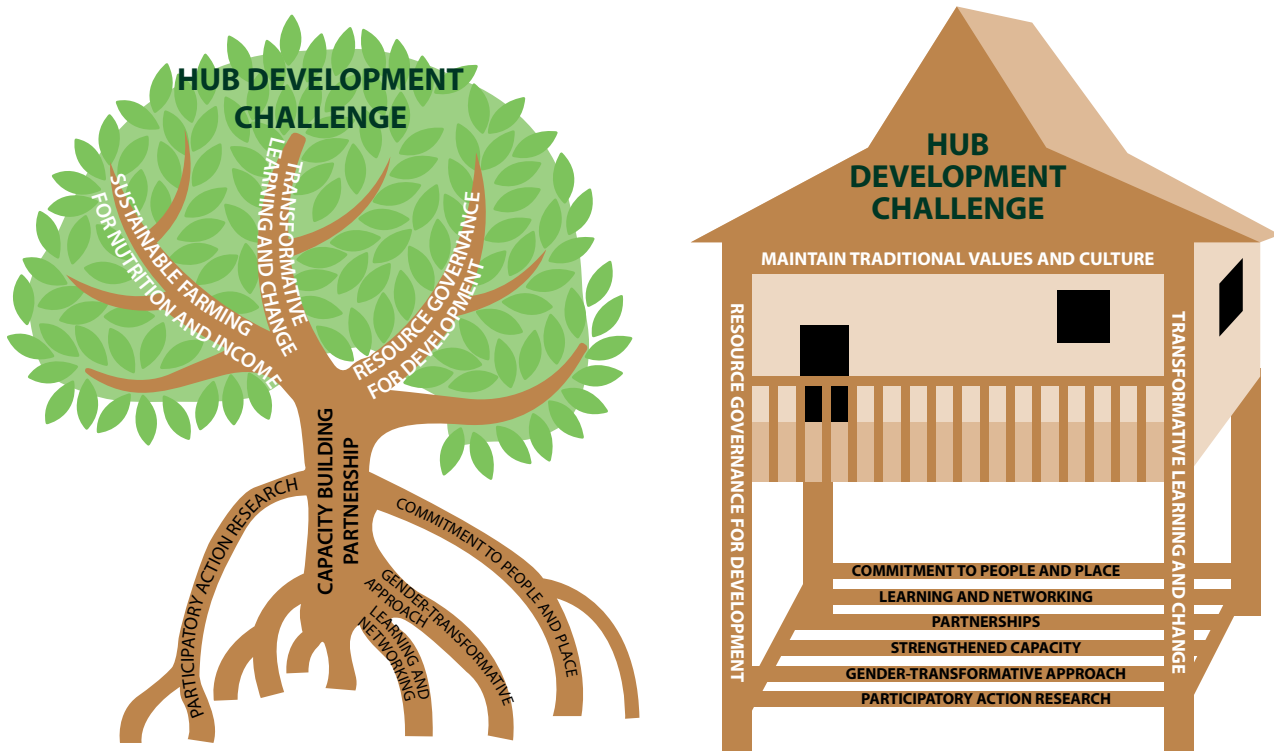 HUB DEVELOPMENT
CHALLENGE
SUSTAINABLE FARMING
FOR NUTRITION AND INCOME
TRANSFORMATIVE
LEARNING AND CHANGE
RESOURCE GOVERNANCE
FOR DEVELOPMENT
CAPACITY BUILDING
PARTNERSHIP
PARTICIPATORY ACTION RESEARCH
COMMITMENT TO PEOPLE AND PLACE
GENDER-TRANSFORMATIVE
APPROACH
LEARNING AND
NETWORKING
HUB
DEVELOPMENT
CHALLENGE
MAINTAIN TRADITIONAL VALUES AND CULTURE
RESOURCE GOVERNANCE FOR DEVELOPMENT
TRANSFORMATIVE LEARNING AND CHANGE
COMMITMENT TO PEOPLE AND PLACE
LEARNING AND NETWORKING
PARTNERSHIPS
STRENGTHENED CAPACITY
GENDER-TRANSFORMATIVE APPROACH
PARTICIPATORY ACTION RESEARCH